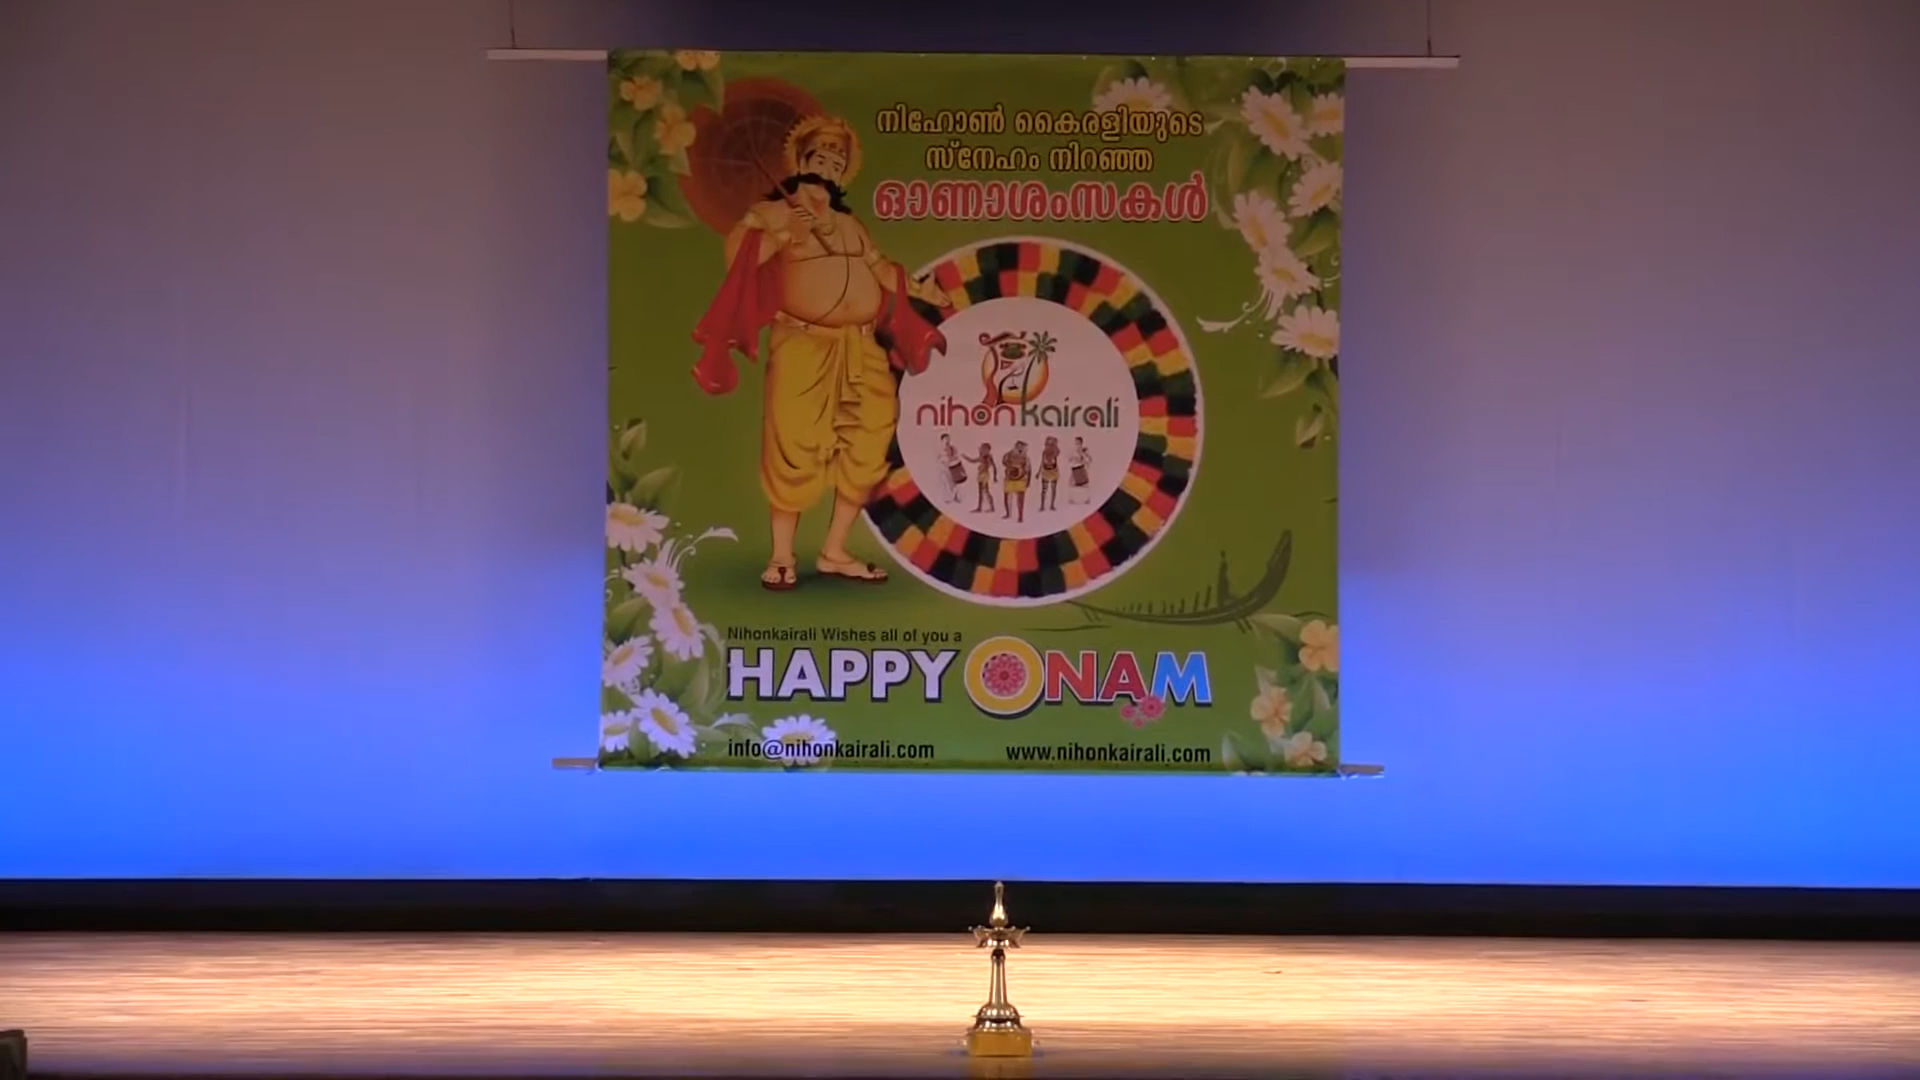 നിഹോൺ കൈരളിയുടെ
സ്നേഹം നിറഞ്ഞ
ഓണാശംസകൾ
nihonkairali
Nihonkairali Wishes all of you a
HAPPY ONAM
info@nihonkairali.com
www.nihonkairali.com